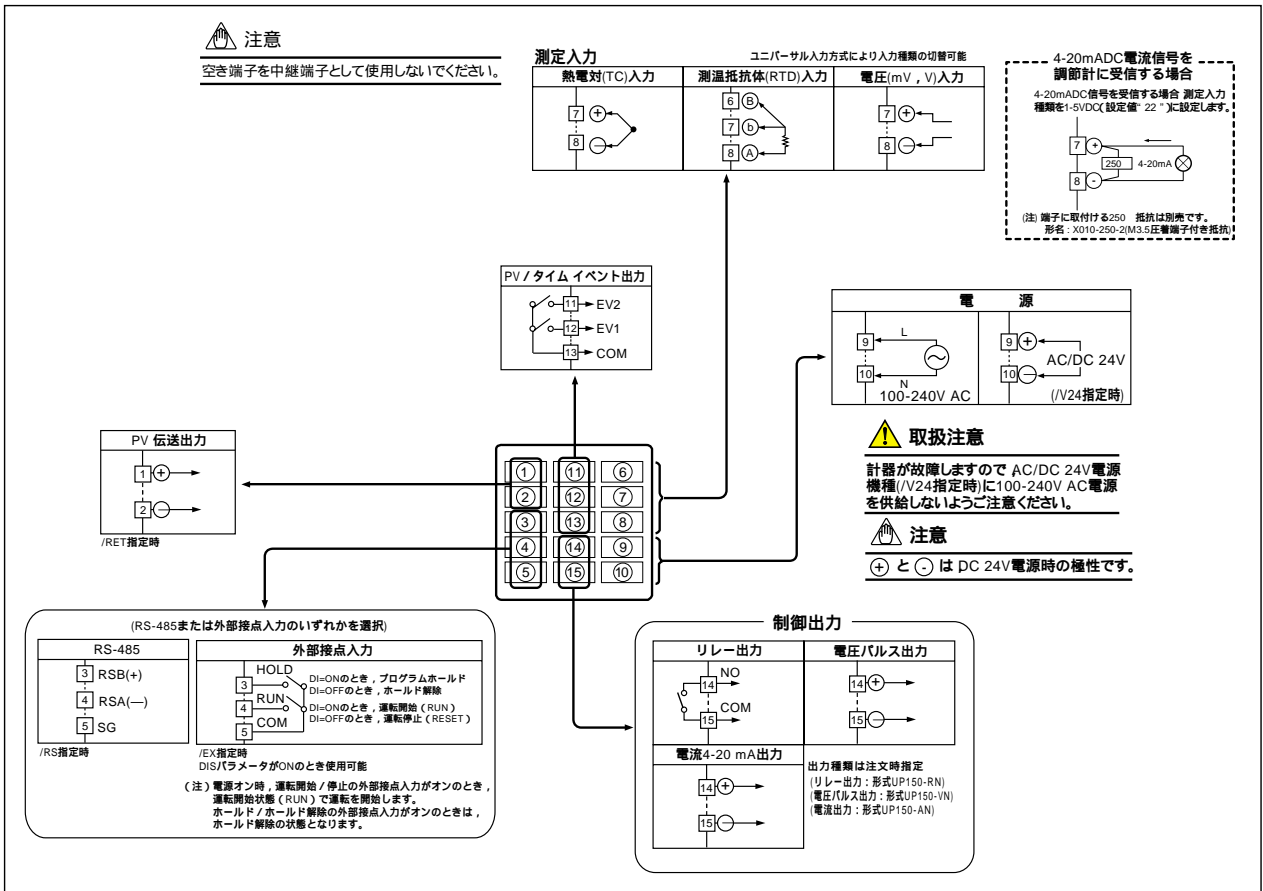 注意
空き端子を中継端子として使用しないでください。
測定入力
ユニバーサル入力方式により入力種類の切替可能
熱電対(TC)入力
7 +
8 −
測温抵抗体(RTD)入力
6 B
7 b
8 A
電圧(mV , V)入力
7 +
8 −
4-20mADC電流信号を
調節計に受信する場合
4-20mADC信号を受信する場合 測定入力
種類を1-5VDC(設定値“ 22 ”)に設定します。
7 +
250
4-20mA
8 -
(注) 端子に取付ける250　抵抗は別売です。
形名 : X010-250-2(M3.5圧着端子付き抵抗)
PV / タイム イベント出力
11 EV2
12 EV1
13 COM
電　源
9 L
10 N
100-240V AC
9 +
AC/DC 24V
10 −
(/V24指定時)
取扱注意
計器が故障しますので AC/DC 24V電源
機種(/V24指定時)に100-240V AC電源
を供給しないようご注意ください。
注意
+ と - は DC 24V電源時の極性です。
PV 伝送出力
1 +
2 −
/RET指定時
1 11 6
2 12 7
3 13 8
4 14 9
5 15 10
(RS-485または外部接点入力のいずれかを選択)
RS-485
3 RSB(+)
4 RSA(—)
5 SG
/RS指定時
外部接点入力
HOLD
3
DI=ONのとき , プログラムホールド
DI=OFFのとき , ホールド解除
RUN
4
DI=ONのとき , 運転開始 ( RUN )
DI=OFFのとき , 運転停止 ( RESET )
COM
5
/EX指定時
DISパラメータがONのとき使用可能
( 注 ) 電源オン時 , 運転開始 / 停止の外部接点入力がオンのとき ,
運転開始状態 ( RUN ) で運転を開始します。
ホールド / ホールド解除の外部接点入力がオンのときは ,
ホールド解除の状態となります。
制御出力
リレー出力
NO
14
COM
15
電圧パルス出力
14 +
15 −
電流4-20 mA出力
14 +
15 −
出力種類は注文時指定
(リレー出力 : 形式UP150-RN)
(電圧パルス出力 : 形式UP150-VN)
(電流出力 : 形式UP150-AN)